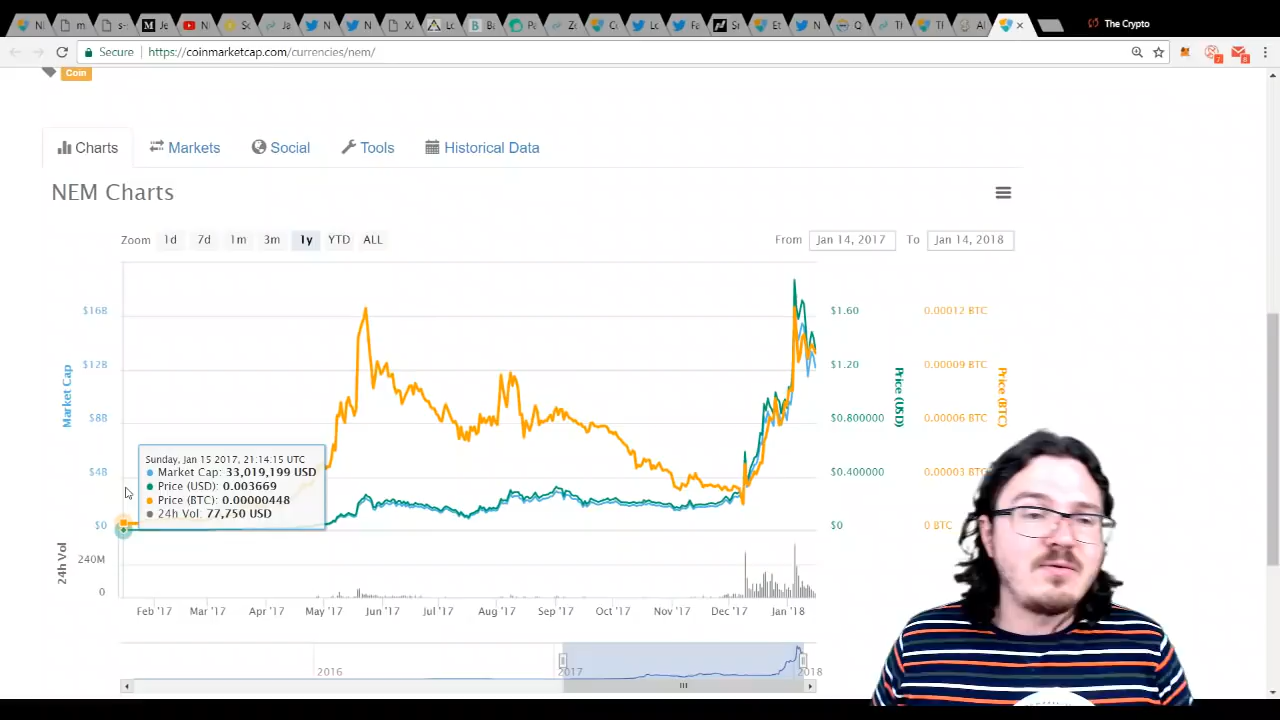 The Crypto
Secure
https://coinmarketcap.com/currencies/nem/
7
8
Coin
Charts
Markets
Social
Tools
Historical Data
NEM Charts
Zoom 1d 7d 1m 3m 1y YTD ALL
From Jan 14, 2017 To Jan 14, 2018
$16B
$12B
$8B
$4B
$0
Market Cap
$1.60
$1.20
$0.800000
$0.400000
$0
Price (USD)
0.00012 BTC
0.00009 BTC
0.00006 BTC
0.00003 BTC
0 BTC
Price (BTC)
Sunday, Jan 15 2017, 21:14:15 UTC
Market Cap: 33,019,199 USD
Price (USD): 0.003669
Price (BTC): 0.00000448
24h Vol: 77,750 USD
24h Vol
240M
0
Feb '17 Mar '17 Apr '17 May '17 Jun '17 Jul '17 Aug '17 Sep '17 Oct '17 Nov '17 Dec '17 Jan '18
2016 2017 2018